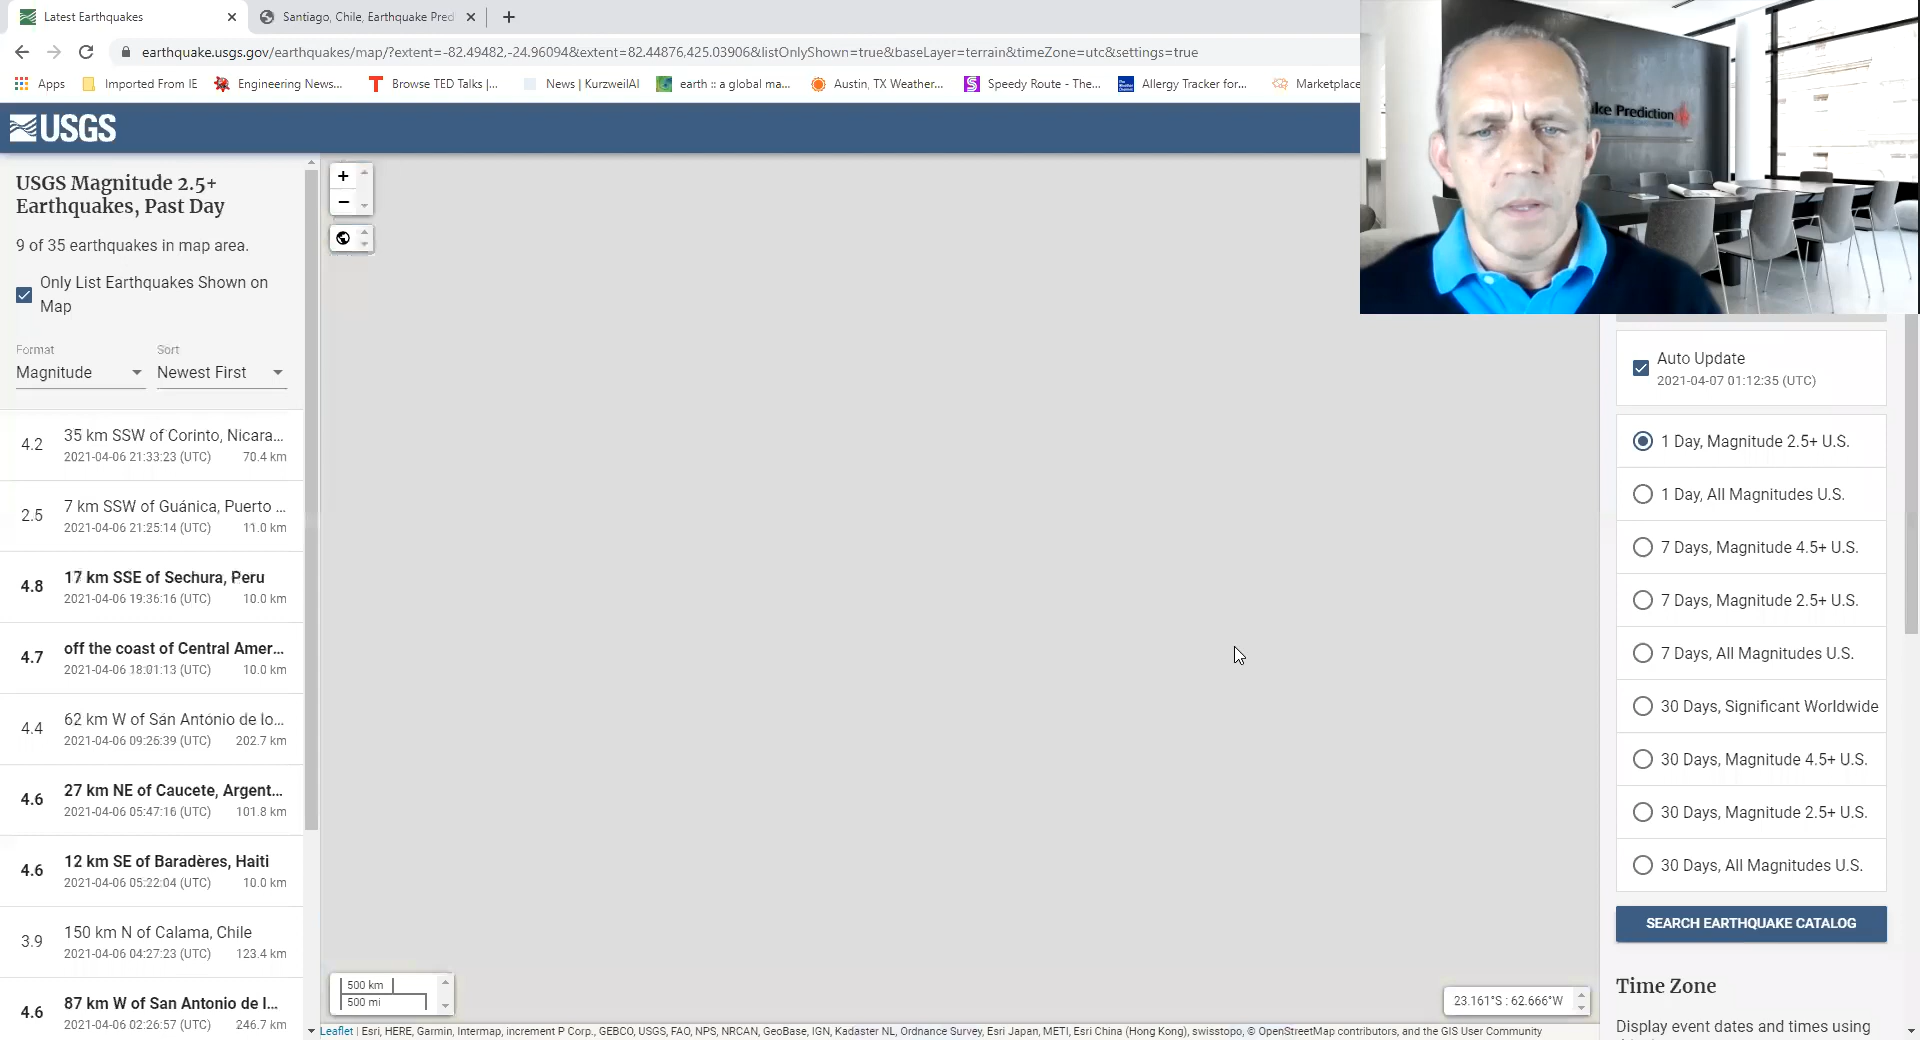 Latest Earthquakes
Santiago, Chile, Earthquake Pred
earthquake.usgs.gov/earthquakes/map/?extent=-82.49482,-24.96094&extent=82.44876,425.03906&listOnlyShown=true&baseLayer=terrain&timeZone=utc&settings=true
Apps Imported From IE Engineering News... Browse TED Talks |... News | KurzweilAI earth :: a global ma... Austin, TX Weather... Speedy Route - The... Allergy Tracker for... Marketplace
ke Prediction
USGS
USGS Magnitude 2.5+
Earthquakes, Past Day
9 of 35 earthquakes in map area.
Only List Earthquakes Shown on
Map
Format Sort
Magnitude Newest First
4.2 35 km SSW of Corinto, Nicara...
2021-04-06 21:33:23 (UTC) 70.4 km
2.5 7 km SSW of Guánica, Puerto ...
2021-04-06 21:25:14 (UTC) 11.0 km
4.8 17 km SSE of Sechura, Peru
2021-04-06 19:36:16 (UTC) 10.0 km
4.7 off the coast of Central Amer...
2021-04-06 18:01:13 (UTC) 10.0 km
4.4 62 km W of San Antonio de lo...
2021-04-06 09:26:39 (UTC) 202.7 km
4.6 27 km NE of Caucete, Argent...
2021-04-06 05:47:16 (UTC) 101.8 km
4.6 12 km SE of Baradères, Haiti
2021-04-06 05:22:04 (UTC) 10.0 km
3.9 150 km N of Calama, Chile
2021-04-06 04:27:23 (UTC) 123.4 km
4.6 87 km W of San Antonio de l...
2021-04-06 02:26:57 (UTC) 246.7 km
+
−
500 km
500 mi
23.161°S : 62.666°W
Leaflet | Esri, HERE, Garmin, Intermap, increment P Corp., GEBCO, USGS, FAO, NPS, NRCAN, GeoBase, IGN, Kadaster NL, Ordnance Survey, Esri Japan, METI, Esri China (Hong Kong), swisstopo, © OpenStreetMap contributors, and the GIS User Community
Auto Update
2021-04-07 01:12:35 (UTC)
1 Day, Magnitude 2.5+ U.S.
1 Day, All Magnitudes U.S.
7 Days, Magnitude 4.5+ U.S.
7 Days, Magnitude 2.5+ U.S.
7 Days, All Magnitudes U.S.
30 Days, Significant Worldwide
30 Days, Magnitude 4.5+ U.S.
30 Days, Magnitude 2.5+ U.S.
30 Days, All Magnitudes U.S.
SEARCH EARTHQUAKE CATALOG
Time Zone
Display event dates and times using